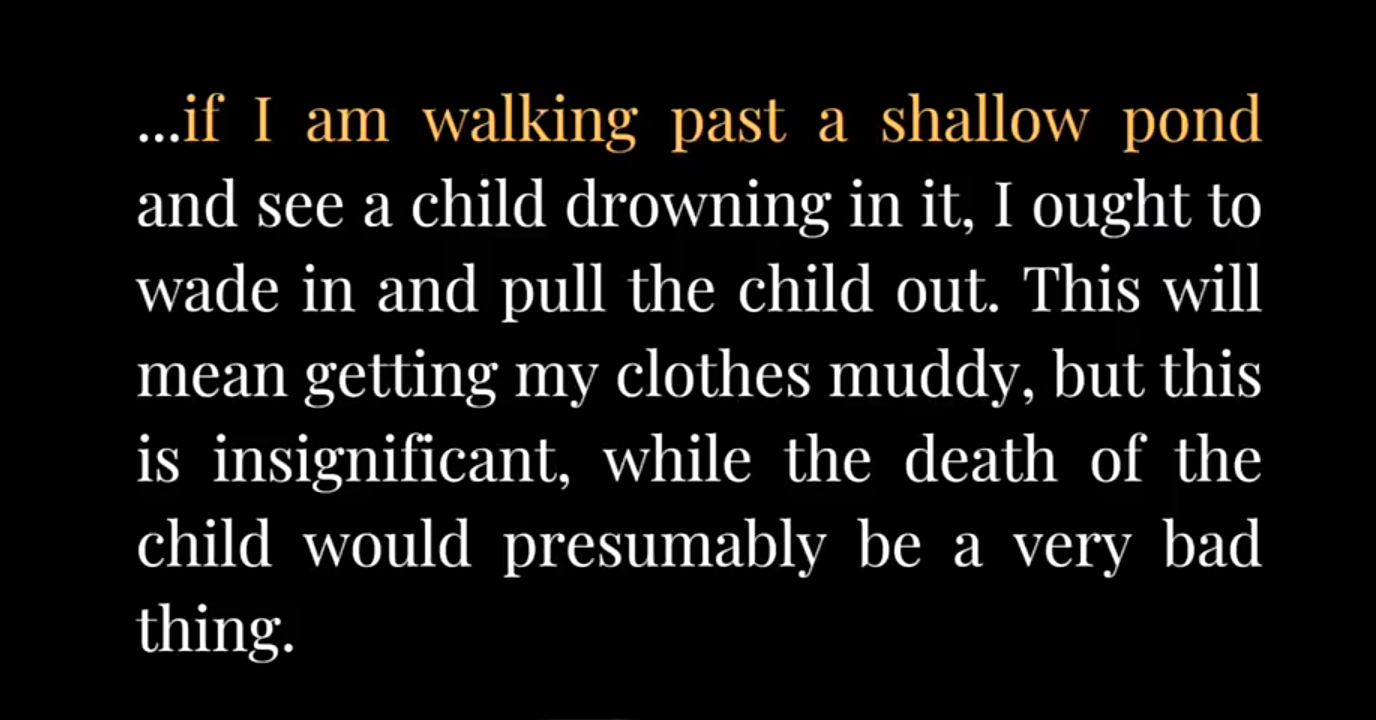 ...if I am walking past a shallow pond
and see a child drowning in it, I ought to
wade in and pull the child out. This will
mean getting my clothes muddy, but this
is insignificant, while the death of the
child would presumably be a very bad
thing.